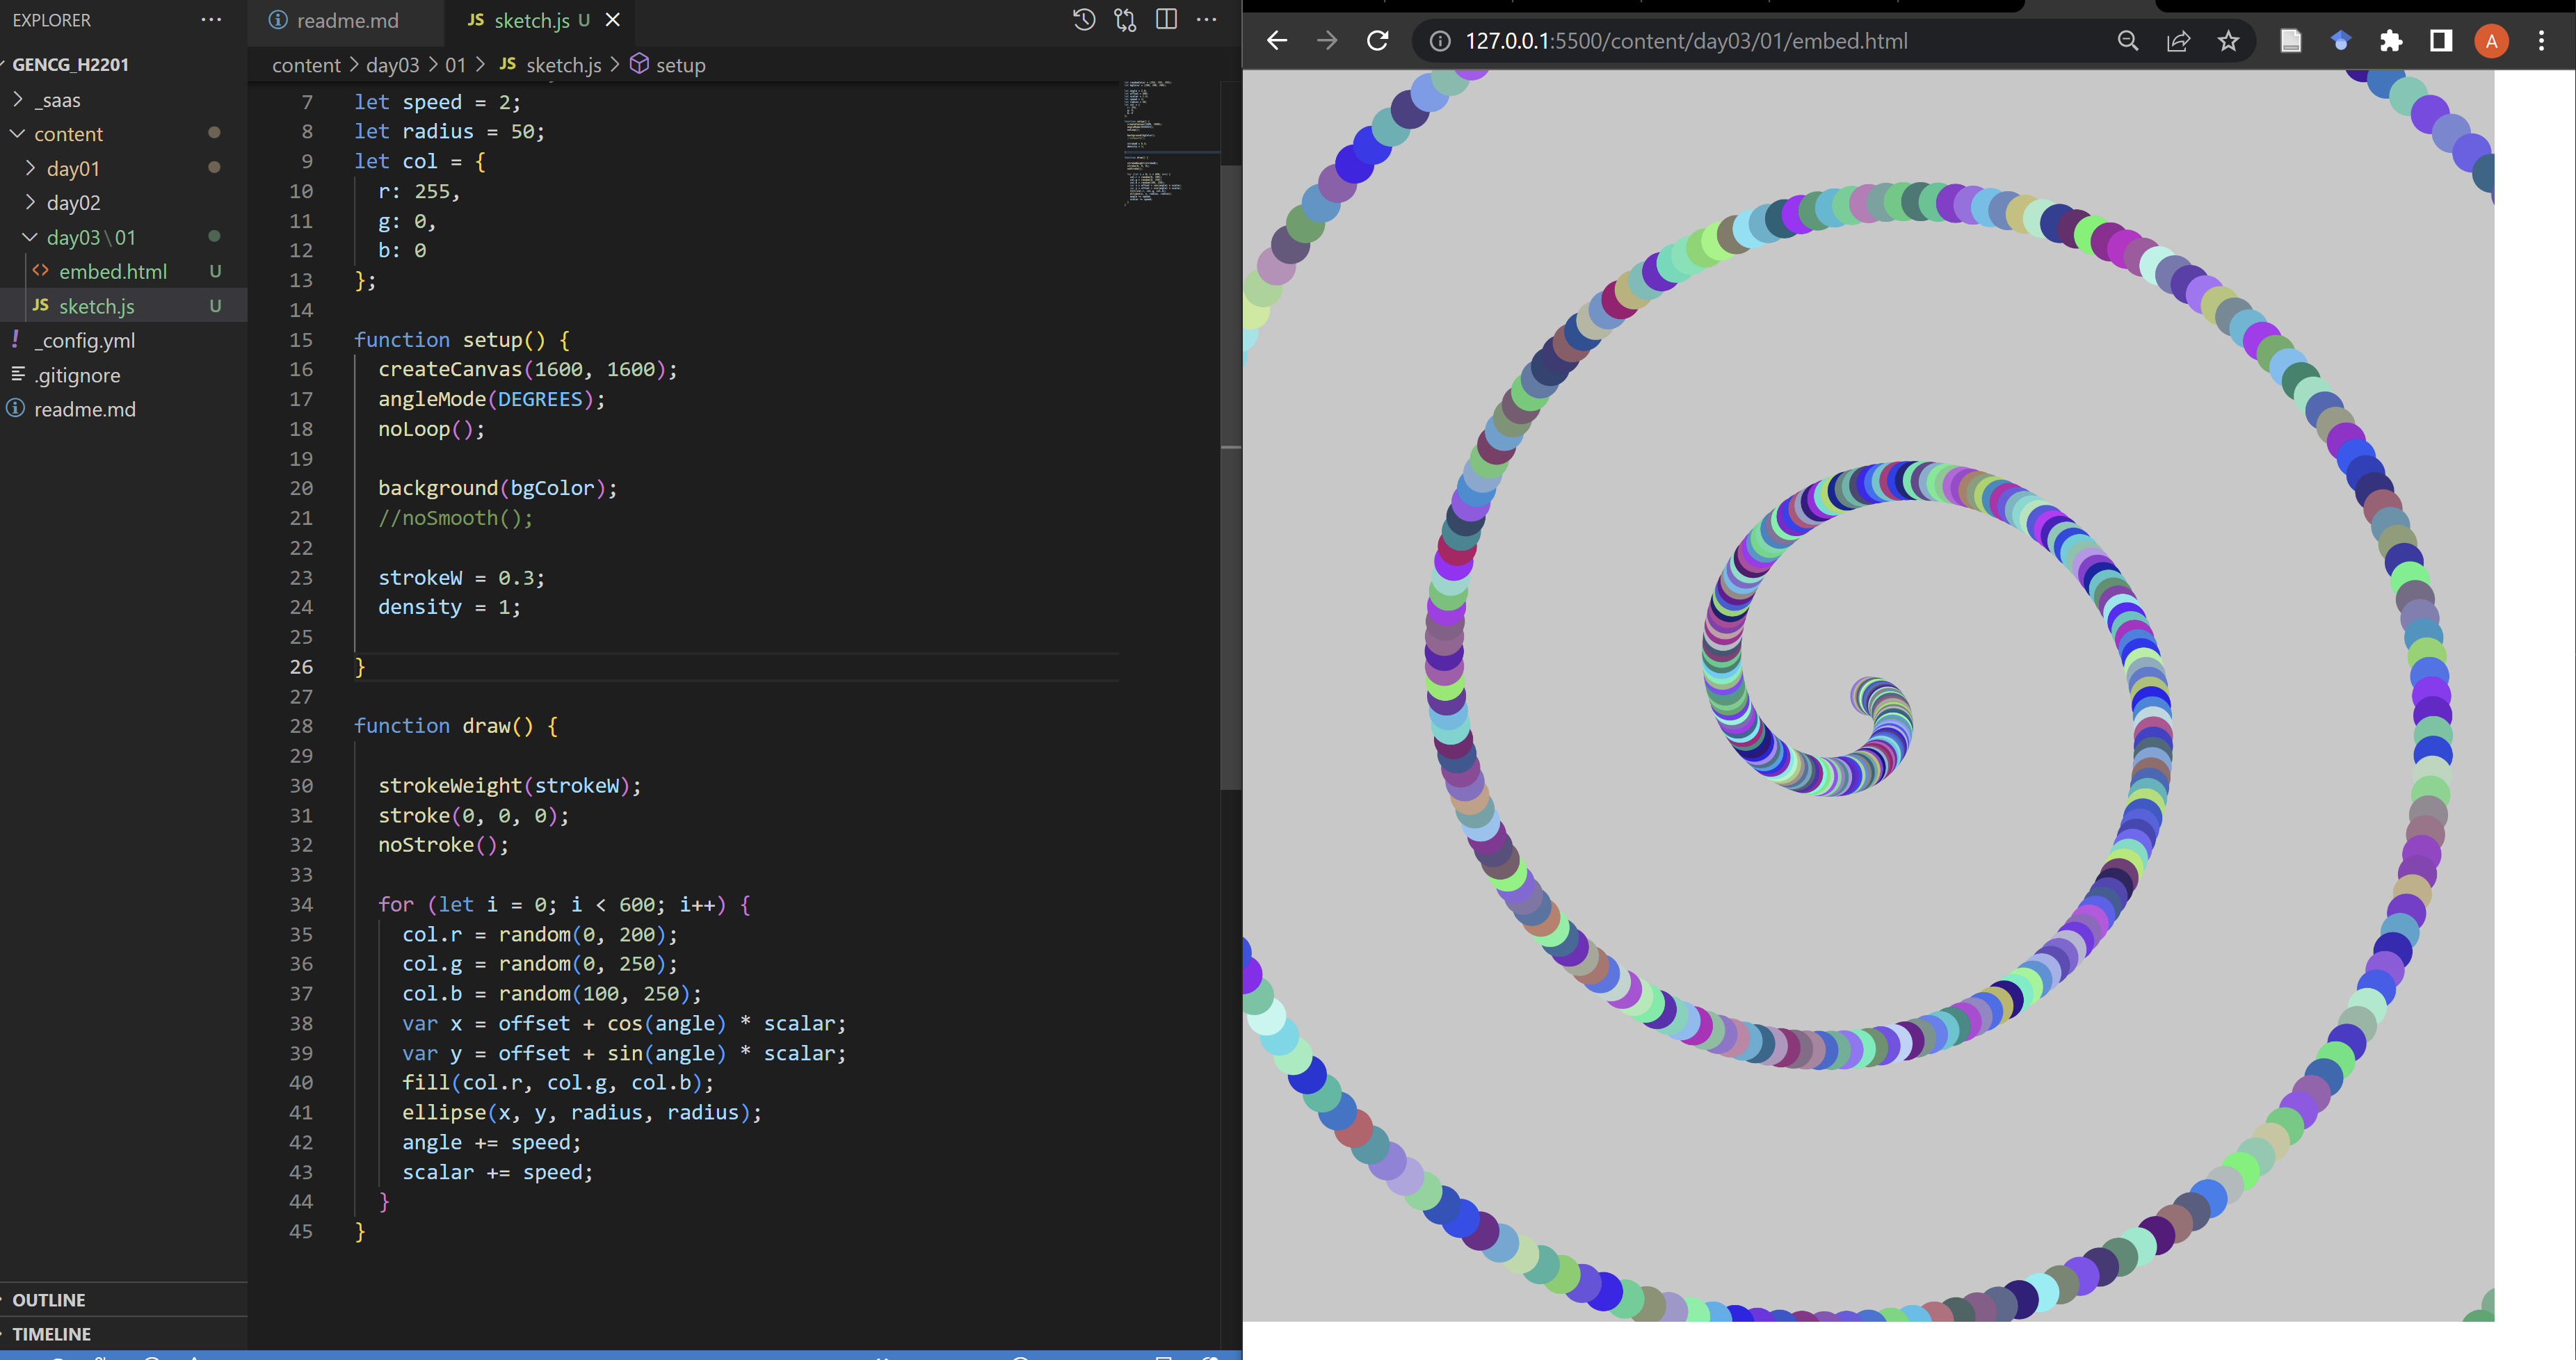 EXPLORER
GENCG_H2201
_saas
content
day01
day02
day03\01
embed.html U
JS sketch.js U
! _config.yml
.gitignore
readme.md
OUTLINE
TIMELINE
readme.md
JS sketch.js U
content > day03 > 01 > JS sketch.js > setup
7 let speed = 2;
8 let radius = 50;
9 let col = {
10 r: 255,
11 g: 0,
12 b: 0
13 };
14
15 function setup() {
16 createCanvas(1600, 1600);
17 angleMode(DEGREES);
18 noLoop();
19
20 background(bgColor);
21 //noSmooth();
22
23 strokeW = 0.3;
24 density = 1;
25
26 }
27
28 function draw() {
29
30 strokeWeight(strokeW);
31 stroke(0, 0, 0);
32 noStroke();
33
34 for (let i = 0; i < 600; i++) {
35 col.r = random(0, 200);
36 col.g = random(0, 250);
37 col.b = random(100, 250);
38 var x = offset + cos(angle) * scalar;
39 var y = offset + sin(angle) * scalar;
40 fill(col.r, col.g, col.b);
41 ellipse(x, y, radius, radius);
42 angle += speed;
43 scalar += speed;
44 }
45 }
127.0.0.1:5500/content/day03/01/embed.html
A